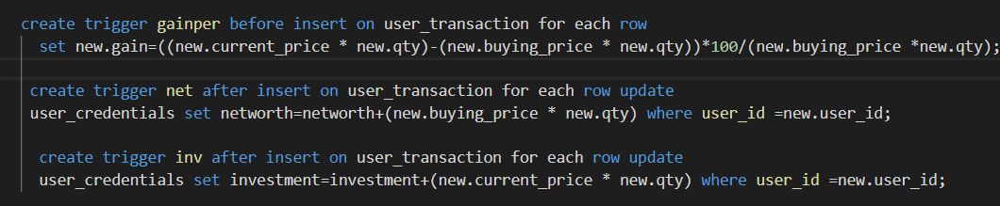 create trigger gainper before insert on user_transaction for each row
set new.gain=((new.current_price * new.qty)-(new.buying_price * new.qty))*100/(new.buying_price *new.qty);
create trigger net after insert on user_transaction for each row update
user_credentials set networth=networth+(new.buying_price * new.qty) where user_id =new.user_id;
create trigger inv after insert on user_transaction for each row update
user_credentials set investment=investment+(new.current_price * new.qty) where user_id =new.user_id;